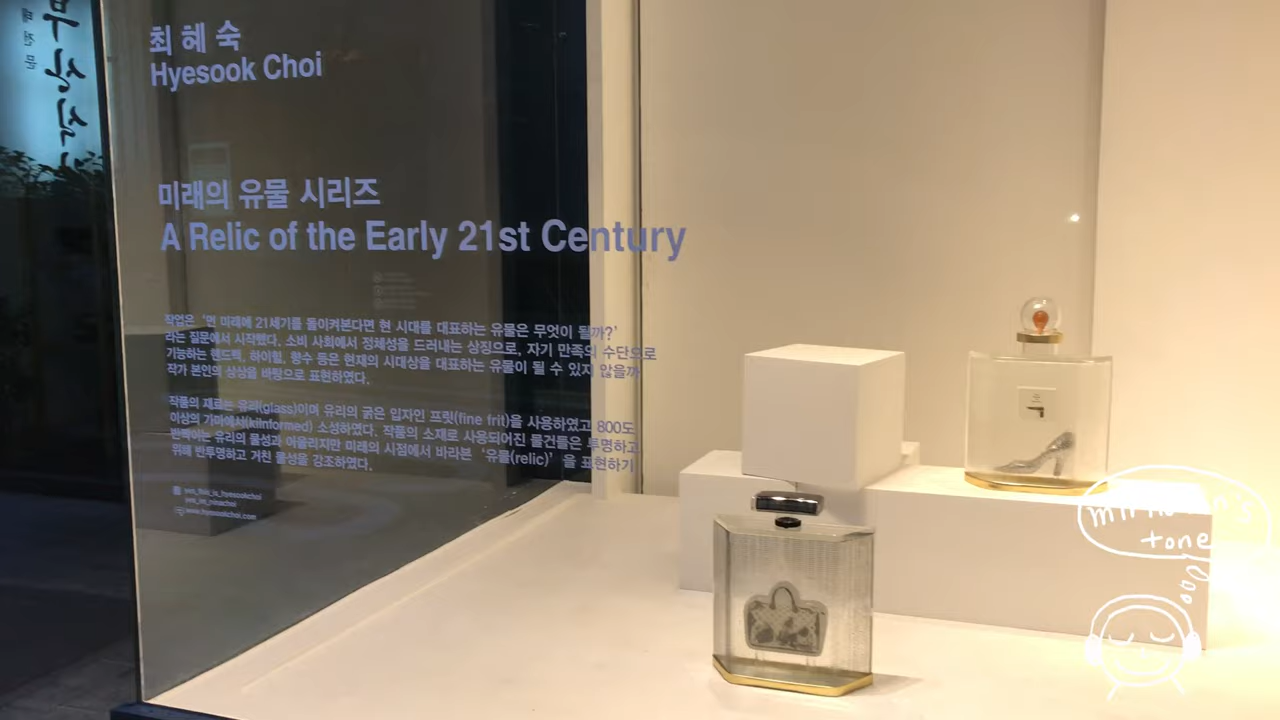 최혜숙
Hyesook Choi
미래의 유물 시리즈
A Relic of the Early 21st Century
작업은 ‘먼 미래에 21세기를 돌이켜본다면 현 시대를 대표하는 유물은 무엇이 될까?’
라는 질문에서 시작했다. 소비 사회에서 정체성을 드러내는 상징으로, 자기 만족의 수단으로
기능하는 핸드백, 하이힐, 향수 등은 현재의 시대상을 대표하는 유물이 될 수 있지 않을까
작가 본인의 상상을 바탕으로 표현하였다.
작품의 재료는 유리(glass)이며 유리의 굵은 입자인 프릿(fine frit)을 사용하였고 800도
이상의 가마에서(kilnformed) 소성하였다. 작품의 소재로 사용되어진 물건들은 투명하고
반짝이는 유리의 물성과 어울리지만 미래의 시점에서 바라본 ‘유물(relic)’ 을 표현하기
위해 반투명하고 거친 물성을 강조하였다.
yes_this_is_hyesookchoi
www.hyesookchoi.com
tone